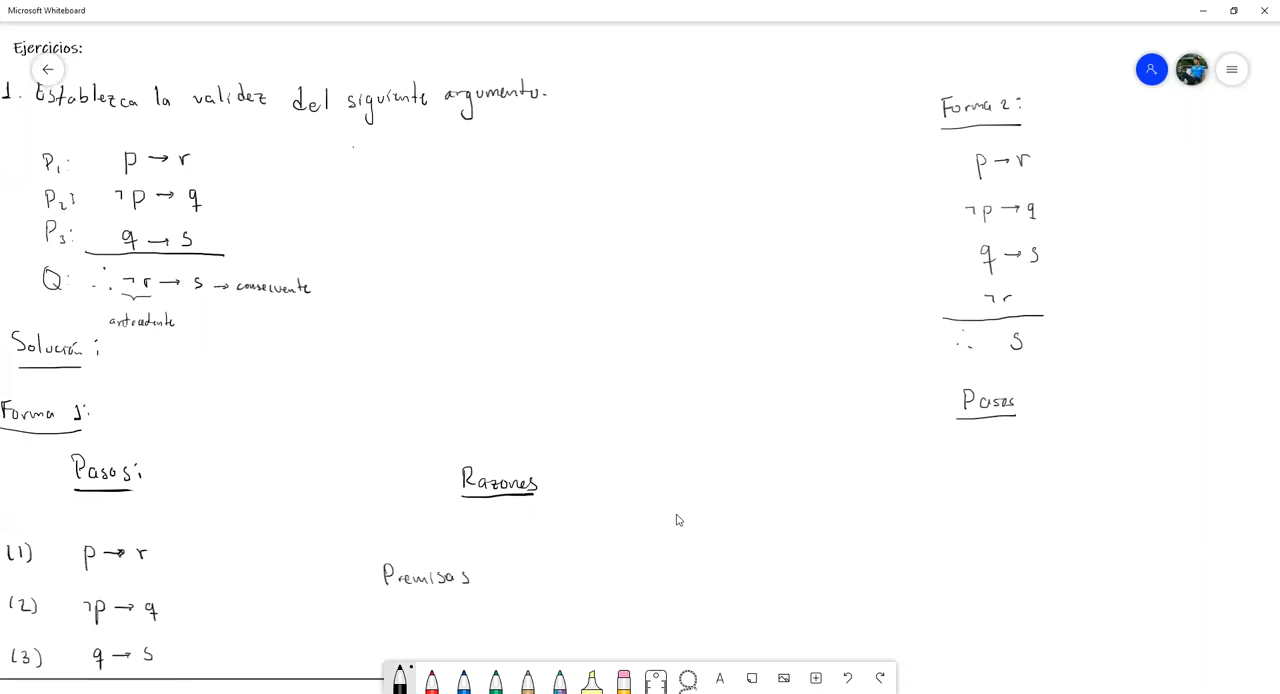 Microsoft Whiteboard
Ejercicios:
1. Establezca la validez del siguiente argumento.
P₁: p → r
P₂: ¬p → q
P₃: q → s
Q: ∴ ¬r → s → consecuente
antecedente
Solución:
Forma 1:
Pasos:
Razones
(1) p → r
Premisas
(2) ¬p → q
(3) q → s
Forma 2:
p → r
¬p → q
q → s
¬r
∴ s
Pasos
A